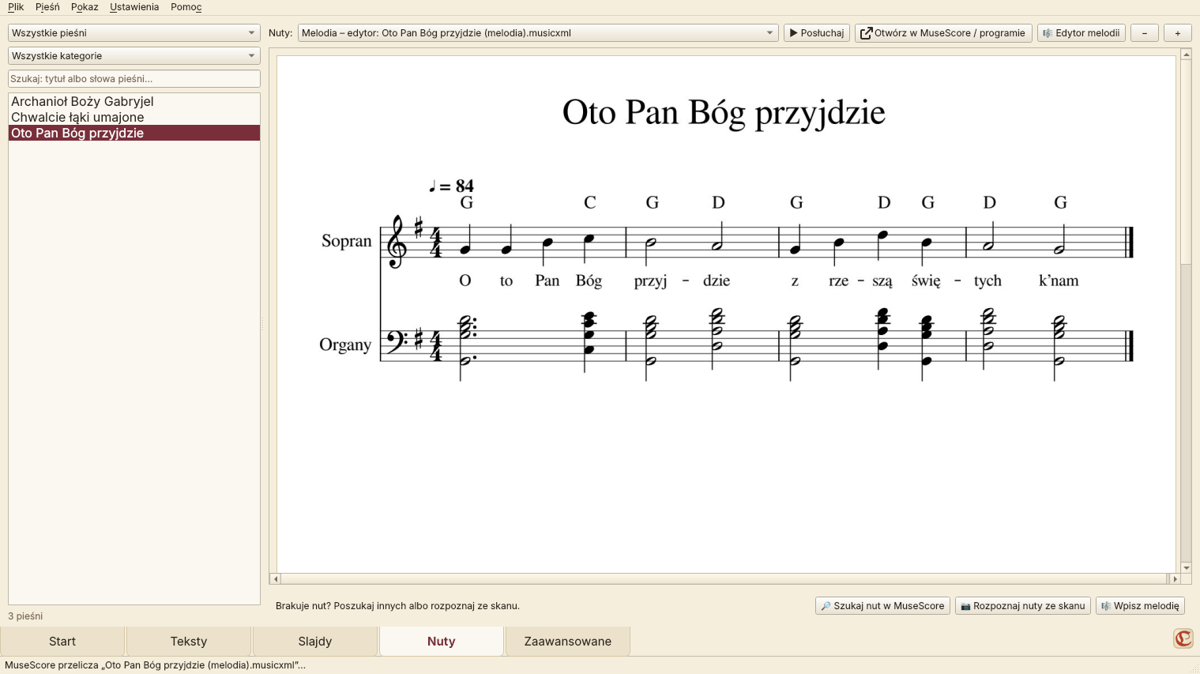 Plik Pieśń Pokaz Ustawienia Pomoc
Wszystkie pieśni
Wszystkie kategorie
Szukaj: tytuł albo słowa pieśni...
Archanioł Boży Gabryjel
Chwalcie łąki umajone
Oto Pan Bóg przyjdzie
3 pieśni
Nuty: Melodia – edytor: Oto Pan Bóg przyjdzie (melodia).musicxml Posłuchaj Otwórz w MuseScore / programie Edytor melodii − +
Oto Pan Bóg przyjdzie
= 84
G C G D G D G D G
Sopran
4
4
O to Pan Bóg przyj - dzie z rze - szą świę - tych k’nam
Organy
4
4
Brakuje nut? Poszukaj innych albo rozpoznaj ze skanu. Szukaj nut w MuseScore Rozpoznaj nuty ze skanu Wpisz melodię
Start Teksty Slajdy Nuty Zaawansowane
MuseScore przelicza „Oto Pan Bóg przyjdzie (melodia).musicxml”...